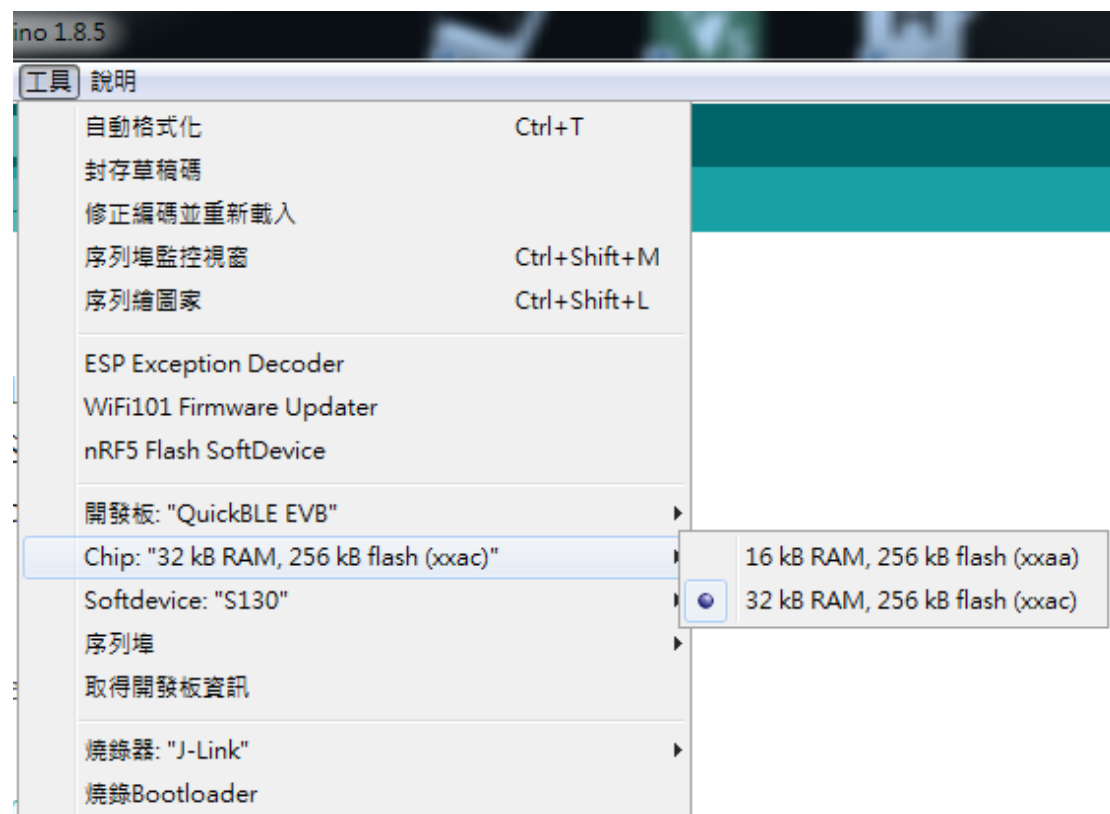 ino 1.8.5
工具 說明
自動格式化 Ctrl+T
封存草稿碼
修正編碼並重新載入
序列埠監控視窗 Ctrl+Shift+M
序列繪圖家 Ctrl+Shift+L
ESP Exception Decoder
WiFi101 Firmware Updater
nRF5 Flash SoftDevice
開發板: "QuickBLE EVB"
Chip: "32 kB RAM, 256 kB flash (xxac)"
16 kB RAM, 256 kB flash (xxaa)
Softdevice: "S130"
32 kB RAM, 256 kB flash (xxac)
序列埠
取得開發板資訊
燒錄器: "J-Link"
燒錄Bootloader